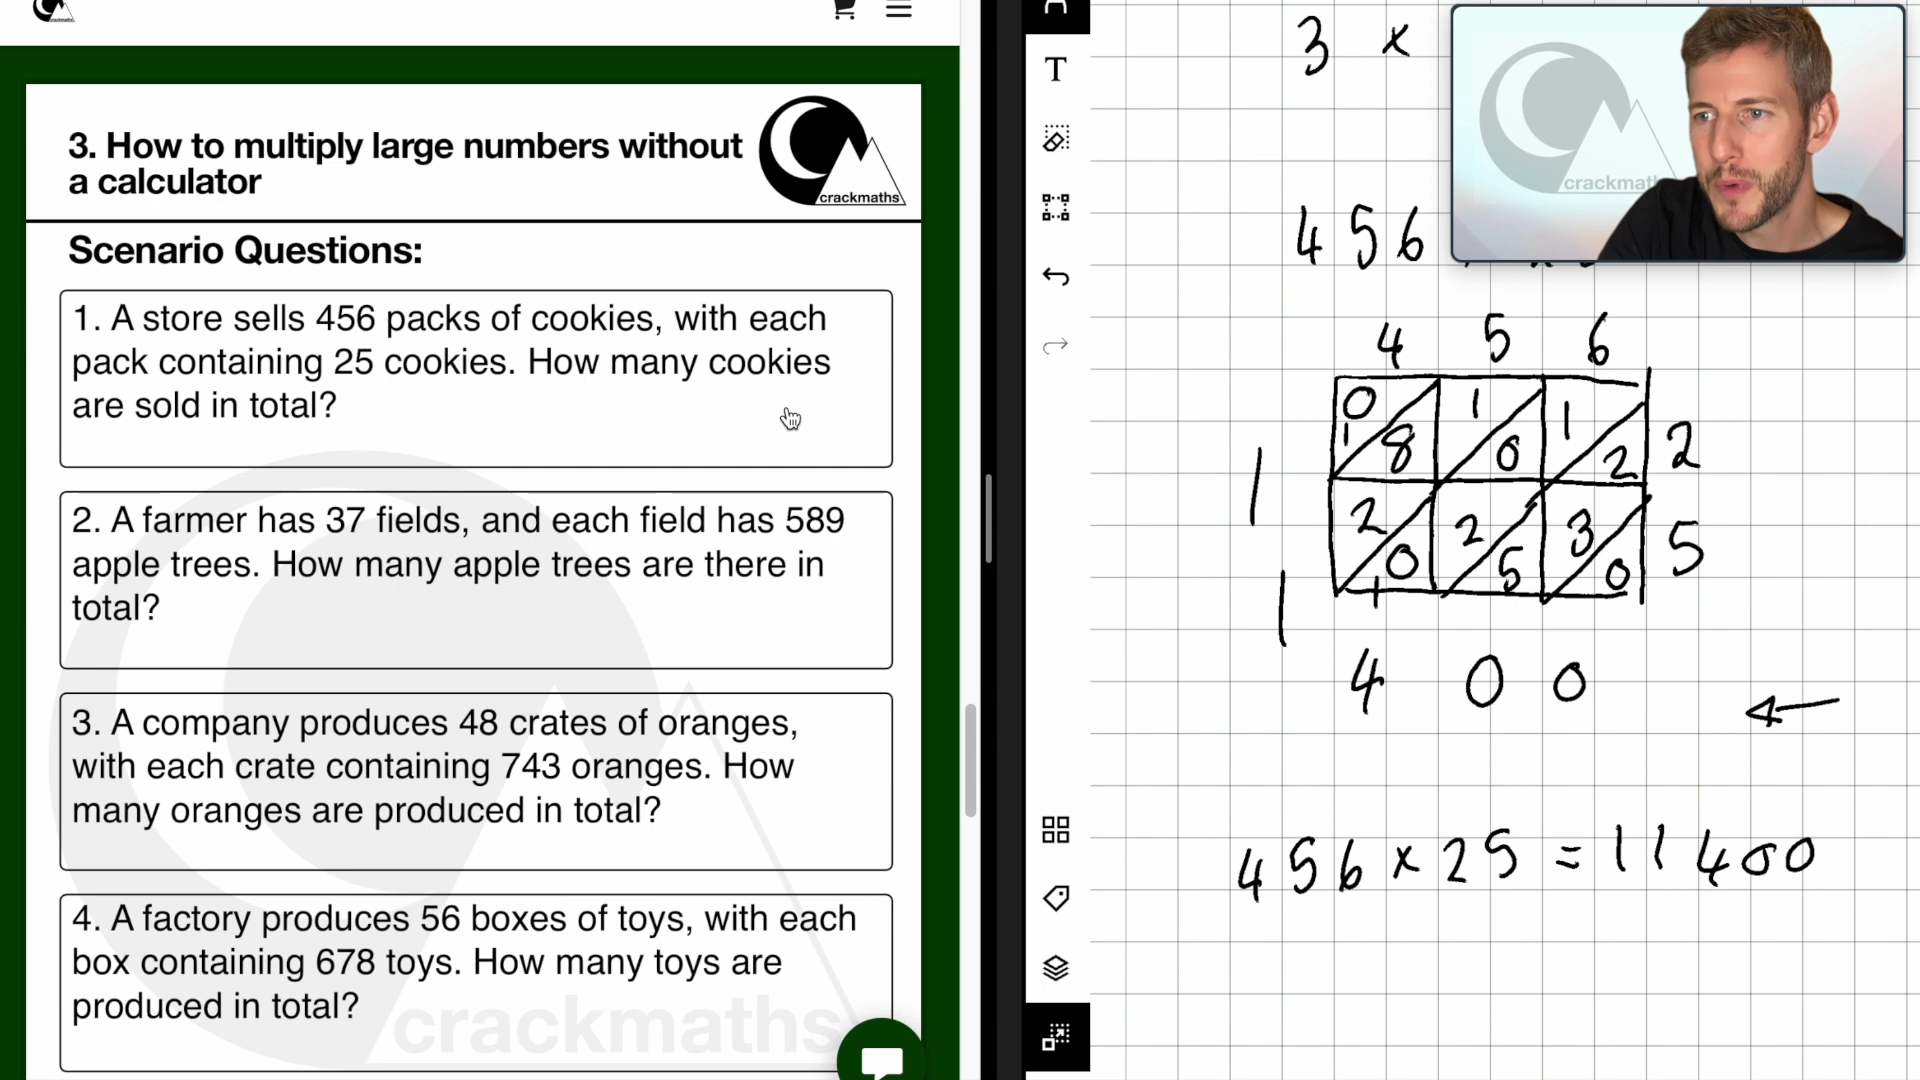 3. How to multiply large numbers without
a calculator
crackmaths
Scenario Questions:
1. A store sells 456 packs of cookies, with each
pack containing 25 cookies. How many cookies
are sold in total?
2. A farmer has 37 fields, and each field has 589
apple trees. How many apple trees are there in
total?
3. A company produces 48 crates of oranges,
with each crate containing 743 oranges. How
many oranges are produced in total?
4. A factory produces 56 boxes of toys, with each
box containing 678 toys. How many toys are
produced in total?
crackmaths
T
3 x
456
4 5 6
0 1 1
1 8 0 2 2
1
2 2 3
0 5 0 5
1
1
4 0 0
456 x 25 = 11400